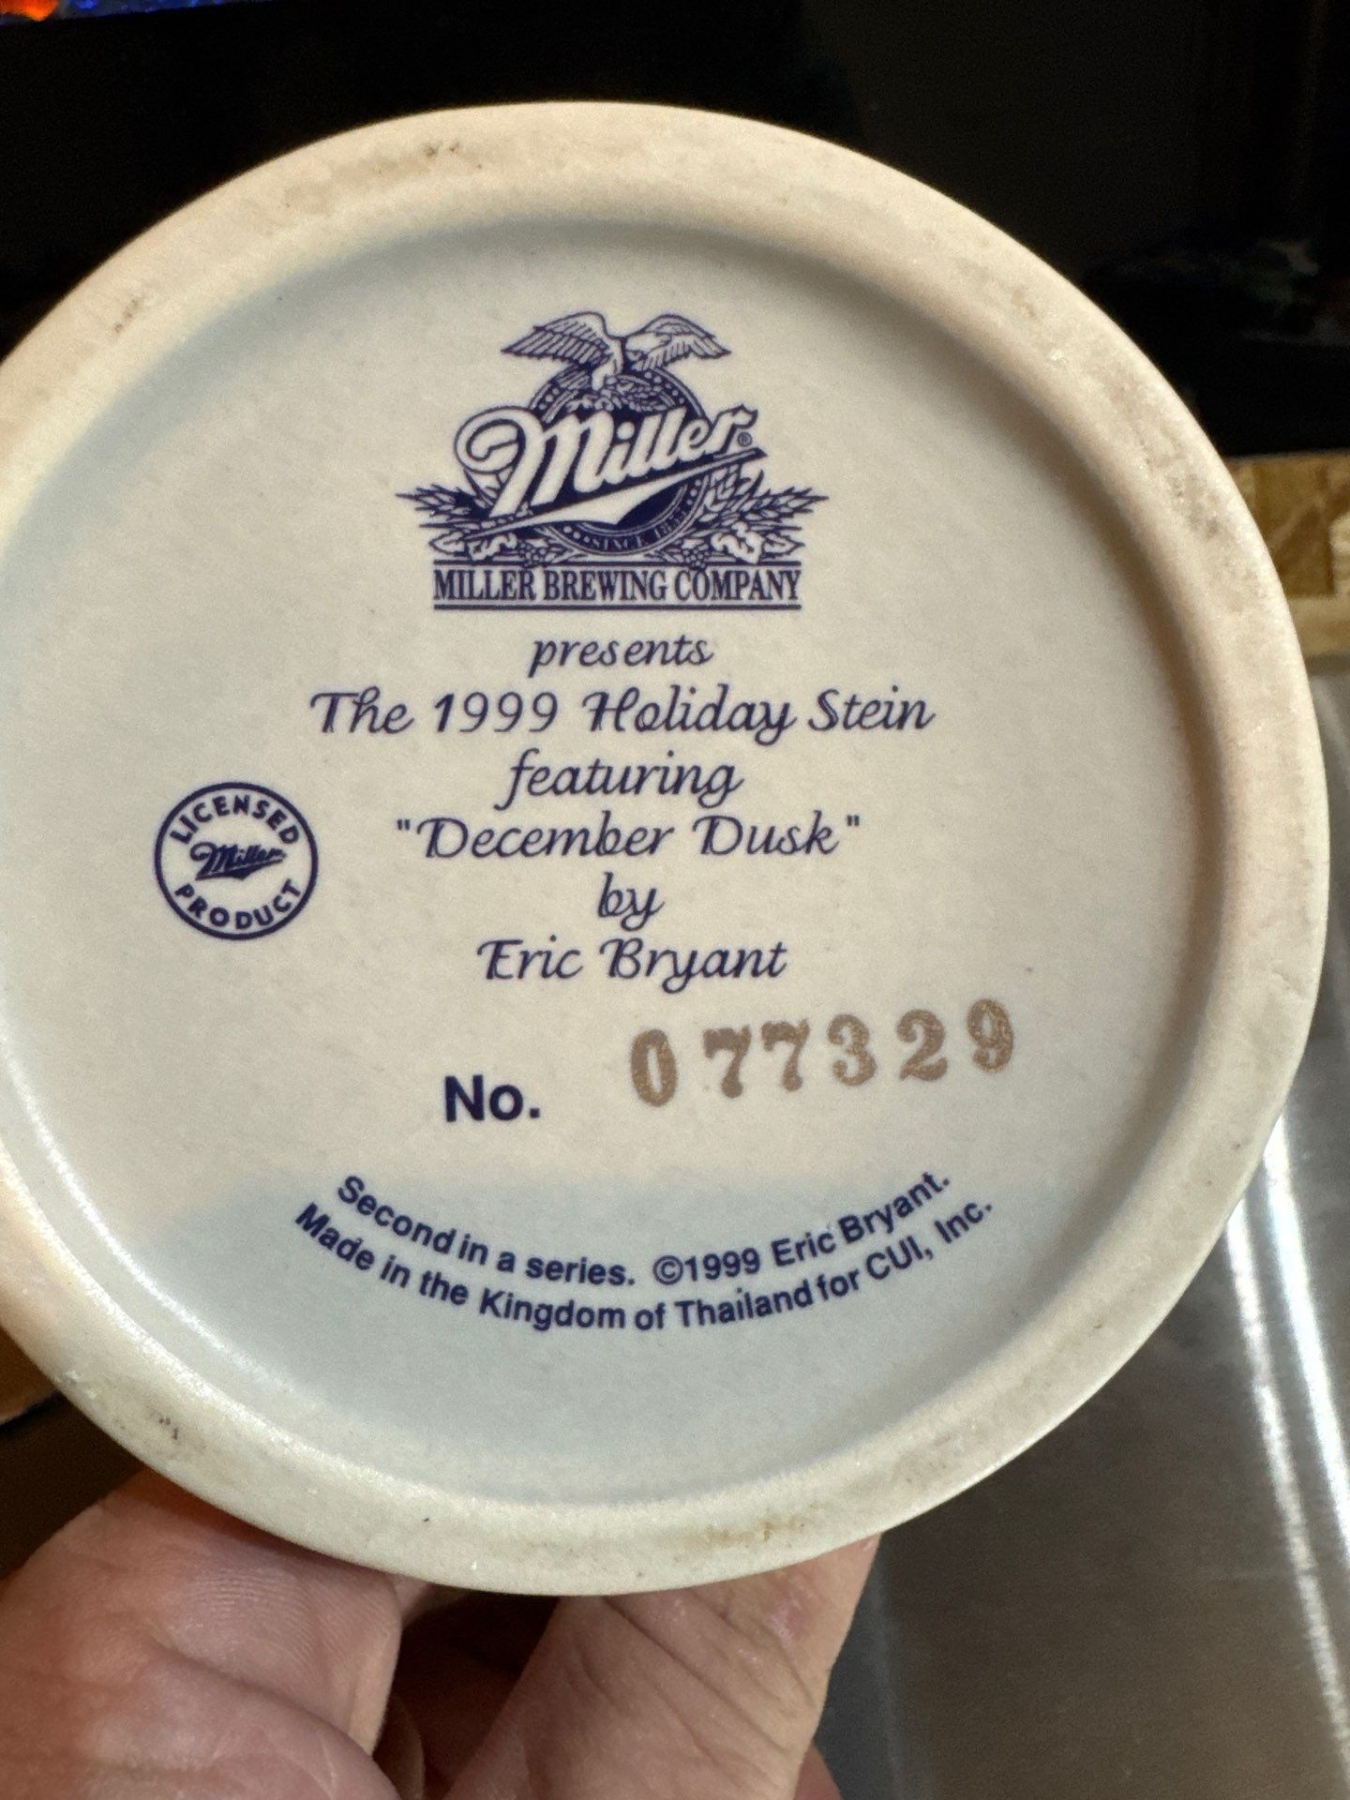 Miller®
SINCE 1855
MILLER BREWING COMPANY
presents
The 1999 Holiday Stein
featuring
"December Dusk"
by
Eric Bryant
LICENSED
Miller
PRODUCT
No. 077329
Second in a series. ©1999 Eric Bryant.
Made in the Kingdom of Thailand for CUI, Inc.